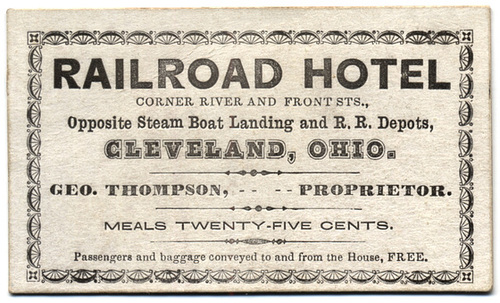 RAILROAD HOTEL
CORNER RIVER AND FRONT STS.,
Opposite Steam Boat Landing and R. R. Depots,
CLEVELAND, OHIO.
GEO. THOMPSON, -- -- PROPRIETOR.
MEALS TWENTY-FIVE CENTS.
Passengers and baggage conveyed to and from the House, FREE.